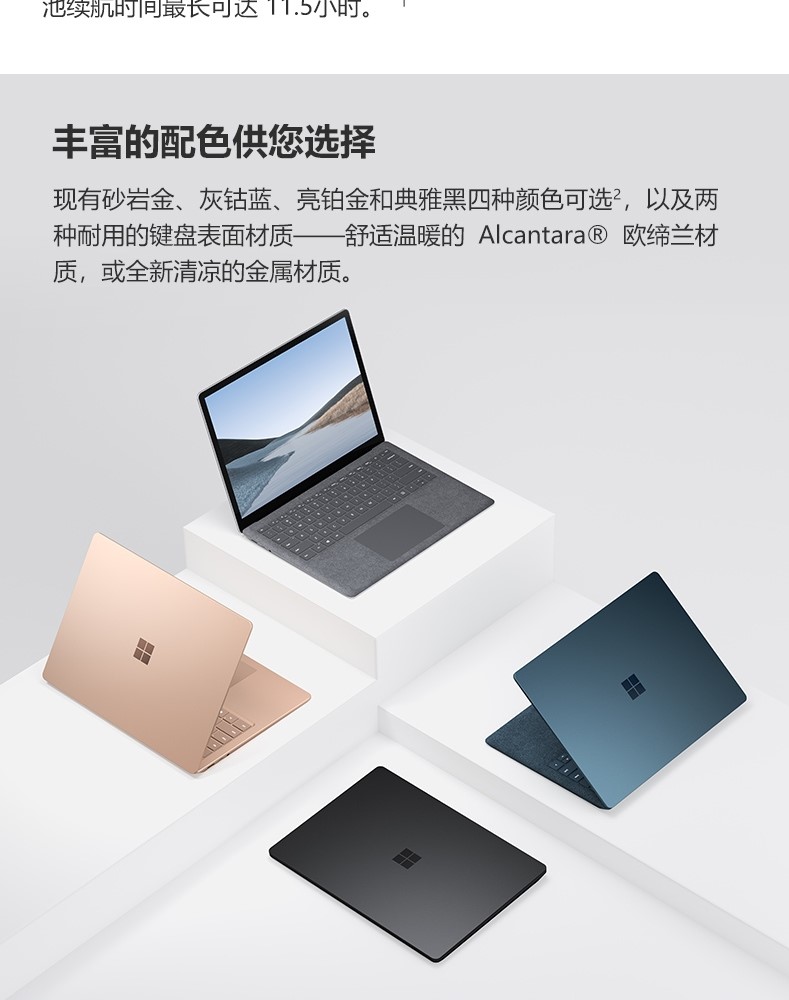 池续航时间最长可达 11.5小时。 ¹
丰富的配色供您选择
现有砂岩金、灰钴蓝、亮铂金和典雅黑四种颜色可选²，以及两
种耐用的键盘表面材质——舒适温暖的 Alcantara® 欧缔兰材
质，或全新清凉的金属材质。